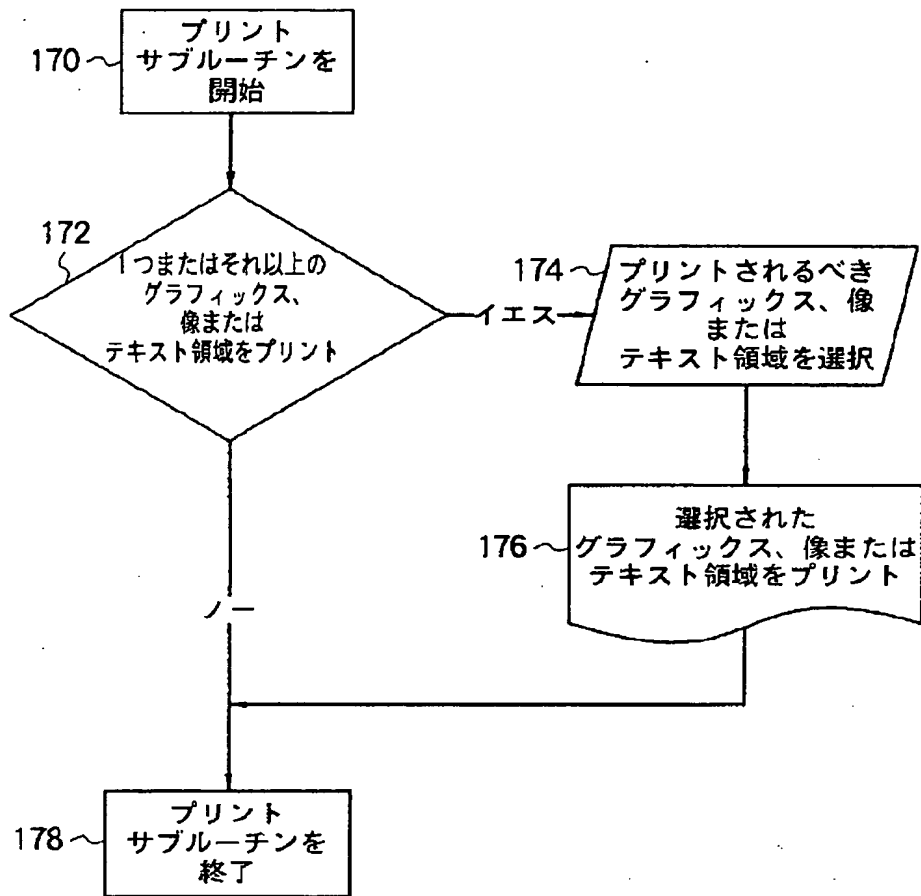 170
プリント
サブルーチンを
開始
172
1つまたはそれ以上の
グラフィックス、
像または
テキスト領域をプリント
イエス
174
プリントされるべき
グラフィックス、像
または
テキスト領域を選択
176
選択された
グラフィックス、像または
テキスト領域をプリント
ノー
178
プリント
サブルーチンを
終了